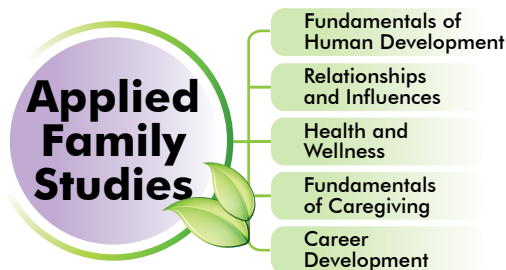 Applied
Family
Studies
Fundamentals of
Human Development
Relationships
and Influences
Health and
Wellness
Fundamentals
of Caregiving
Career
Development